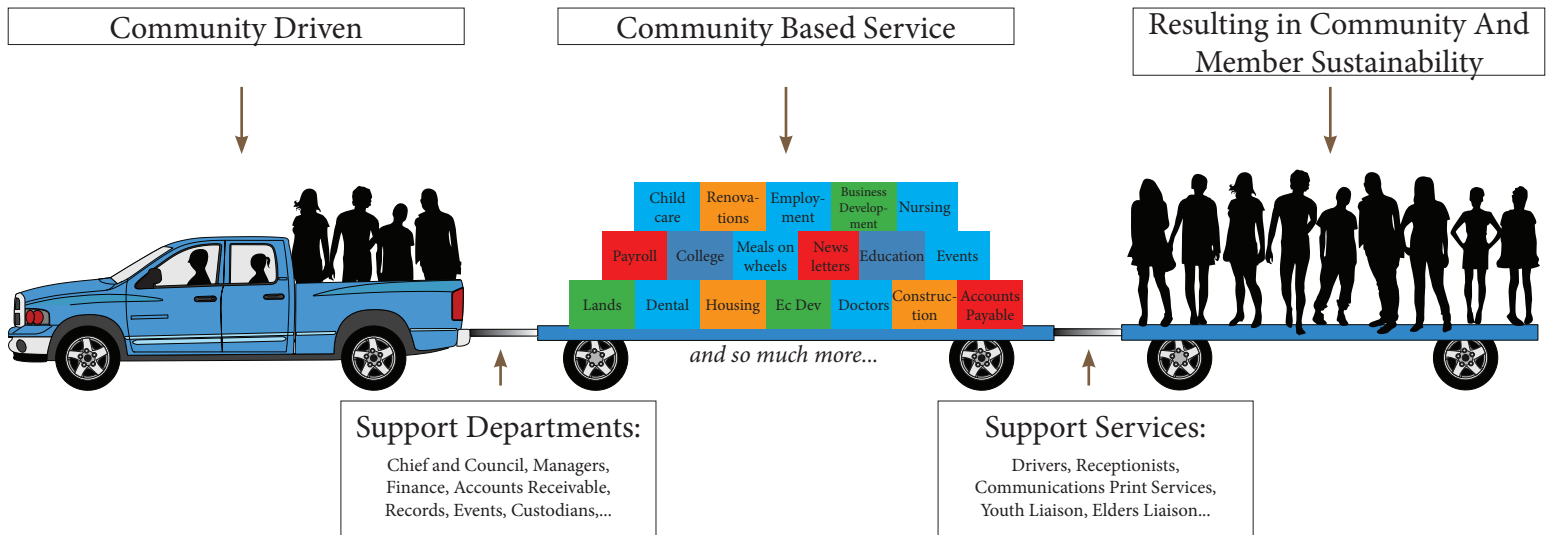 Community Driven
Community Based Service
Resulting in Community And
Member Sustainability
Child
care
Renova-
tions
Employ-
ment
Business
Develop-
ment
Nursing
Payroll
College
Meals on
wheels
News
letters
Education
Events
Lands
Dental
Housing
Ec Dev
Doctors
Construc-
tion
Accounts
Payable
and so much more...
Support Departments:
Chief and Council, Managers,
Finance, Accounts Receivable,
Records, Events, Custodians,...
Support Services:
Drivers, Receptionists,
Communications Print Services,
Youth Liaison, Elders Liaison...